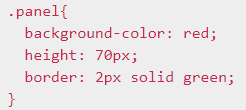 .panel{
  background-color: red;
  height: 70px;
  border: 2px solid green;
}